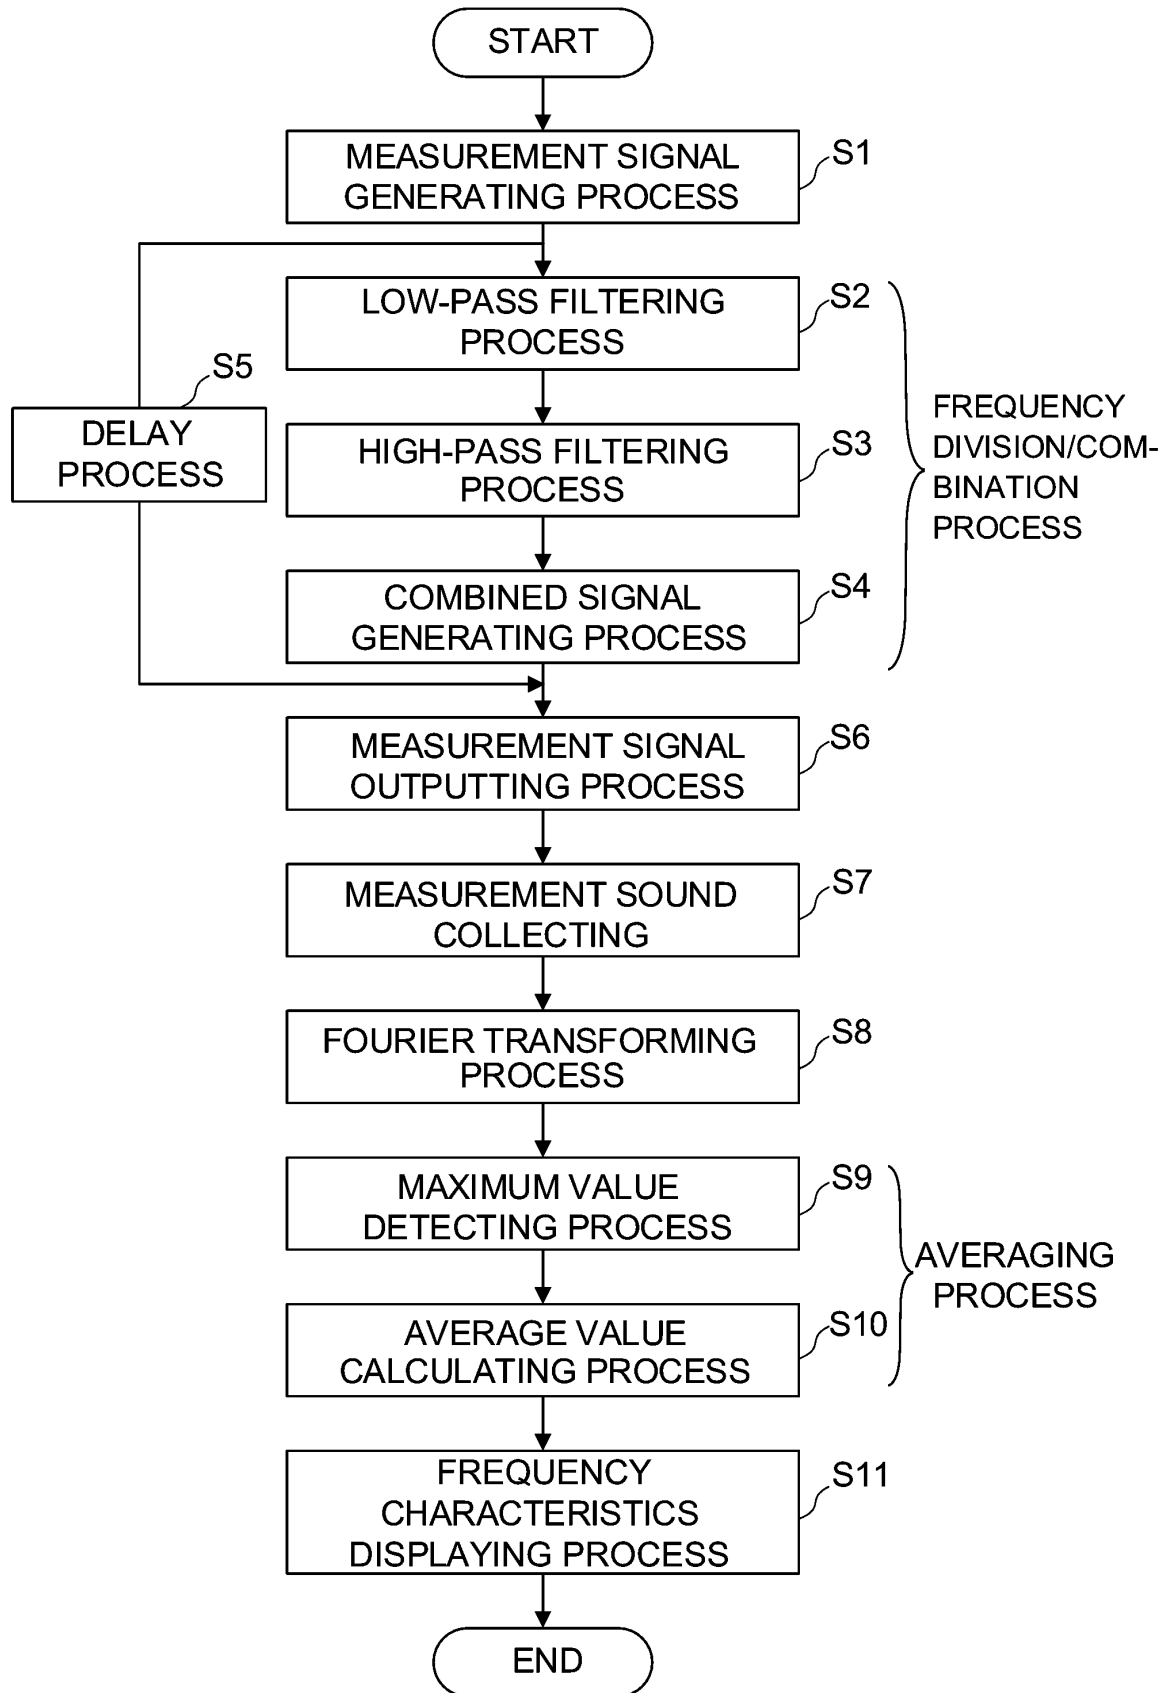 START
MEASUREMENT SIGNAL
GENERATING PROCESS
S1
LOW-PASS FILTERING
PROCESS
S2
S5
DELAY
PROCESS
HIGH-PASS FILTERING
PROCESS
S3
FREQUENCY
DIVISION/COM-
BINATION
PROCESS
COMBINED SIGNAL
GENERATING PROCESS
S4
MEASUREMENT SIGNAL
OUTPUTTING PROCESS
S6
MEASUREMENT SOUND
COLLECTING
S7
FOURIER TRANSFORMING
PROCESS
S8
MAXIMUM VALUE
DETECTING PROCESS
S9
AVERAGING
PROCESS
AVERAGE VALUE
CALCULATING PROCESS
S10
FREQUENCY
CHARACTERISTICS
DISPLAYING PROCESS
S11
END